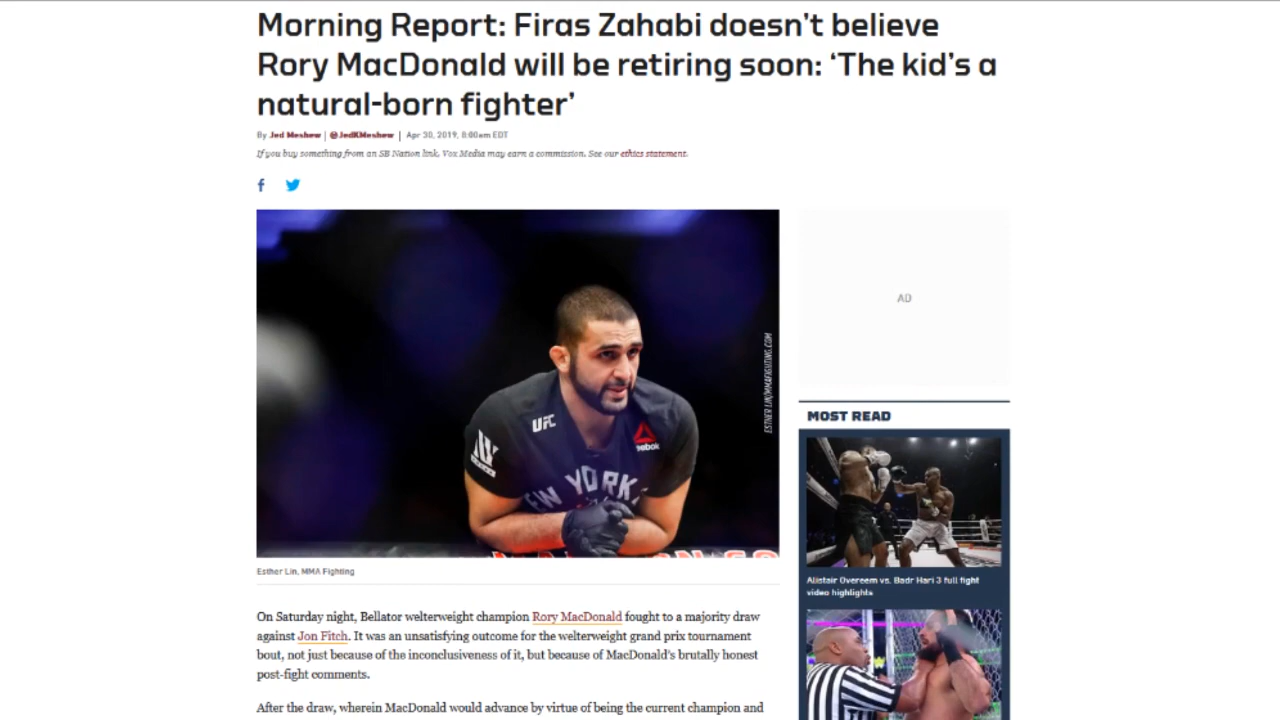 Morning Report: Firas Zahabi doesn’t believe
Rory MacDonald will be retiring soon: ‘The kid’s a
natural-born fighter’
By Jed Meshew | @JedKMeshew | Apr 30, 2019, 8:00am EDT
If you buy something from an SB Nation link, Vox Media may earn a commission. See our ethics statement.
UFC
Reebok
EW YORK
ESTHER LIN/MMAFIGHTING.COM
AD
MOST READ
Esther Lin, MMA Fighting
Alistair Overeem vs. Badr Hari 3 full fight
video highlights
On Saturday night, Bellator welterweight champion Rory MacDonald fought to a majority draw
against Jon Fitch. It was an unsatisfying outcome for the welterweight grand prix tournament
bout, not just because of the inconclusiveness of it, but because of MacDonald’s brutally honest
post-fight comments.
After the draw, wherein MacDonald would advance by virtue of being the current champion and